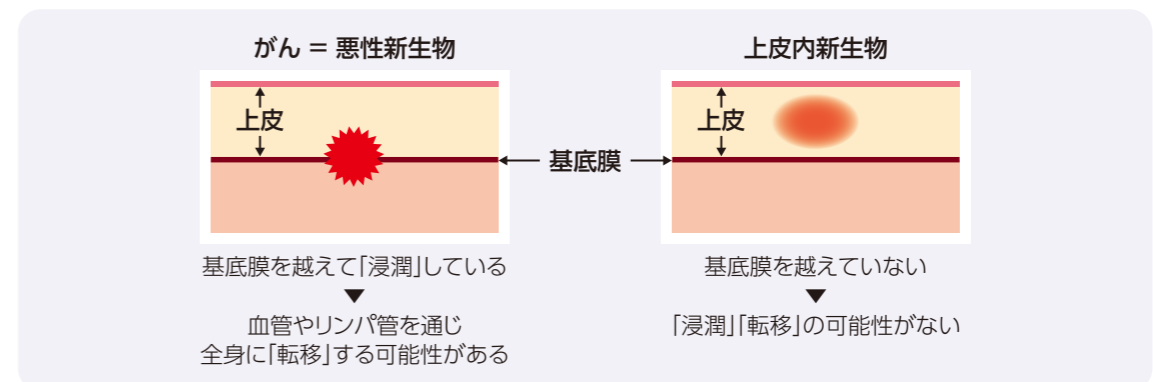 がん = 悪性新生物
上皮
基底膜を越えて「浸潤」している
▼
血管やリンパ管を通じ
全身に「転移」する可能性がある
基底膜
上皮内新生物
上皮
基底膜を越えていない
▼
「浸潤」「転移」の可能性がない